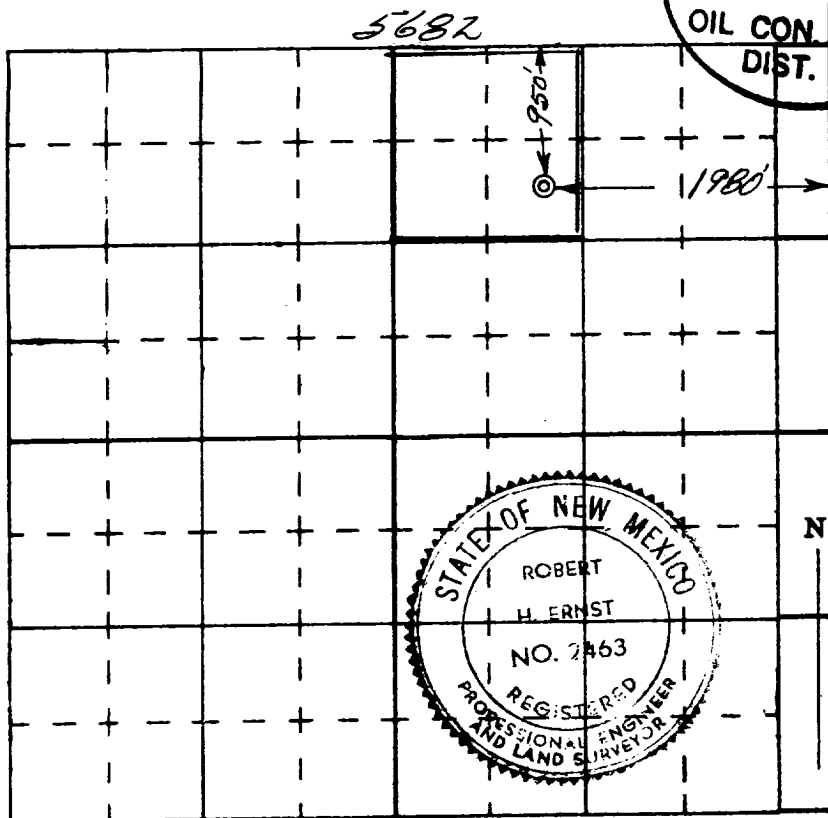 5682
OIL CON.
DIST.
950'
1980'
STATE OF NEW MEXICO
ROBERT
H. ERNST
NO. 2463
REGISTERED
PROFESSIONAL ENGINEER
AND LAND SURVEYOR
N